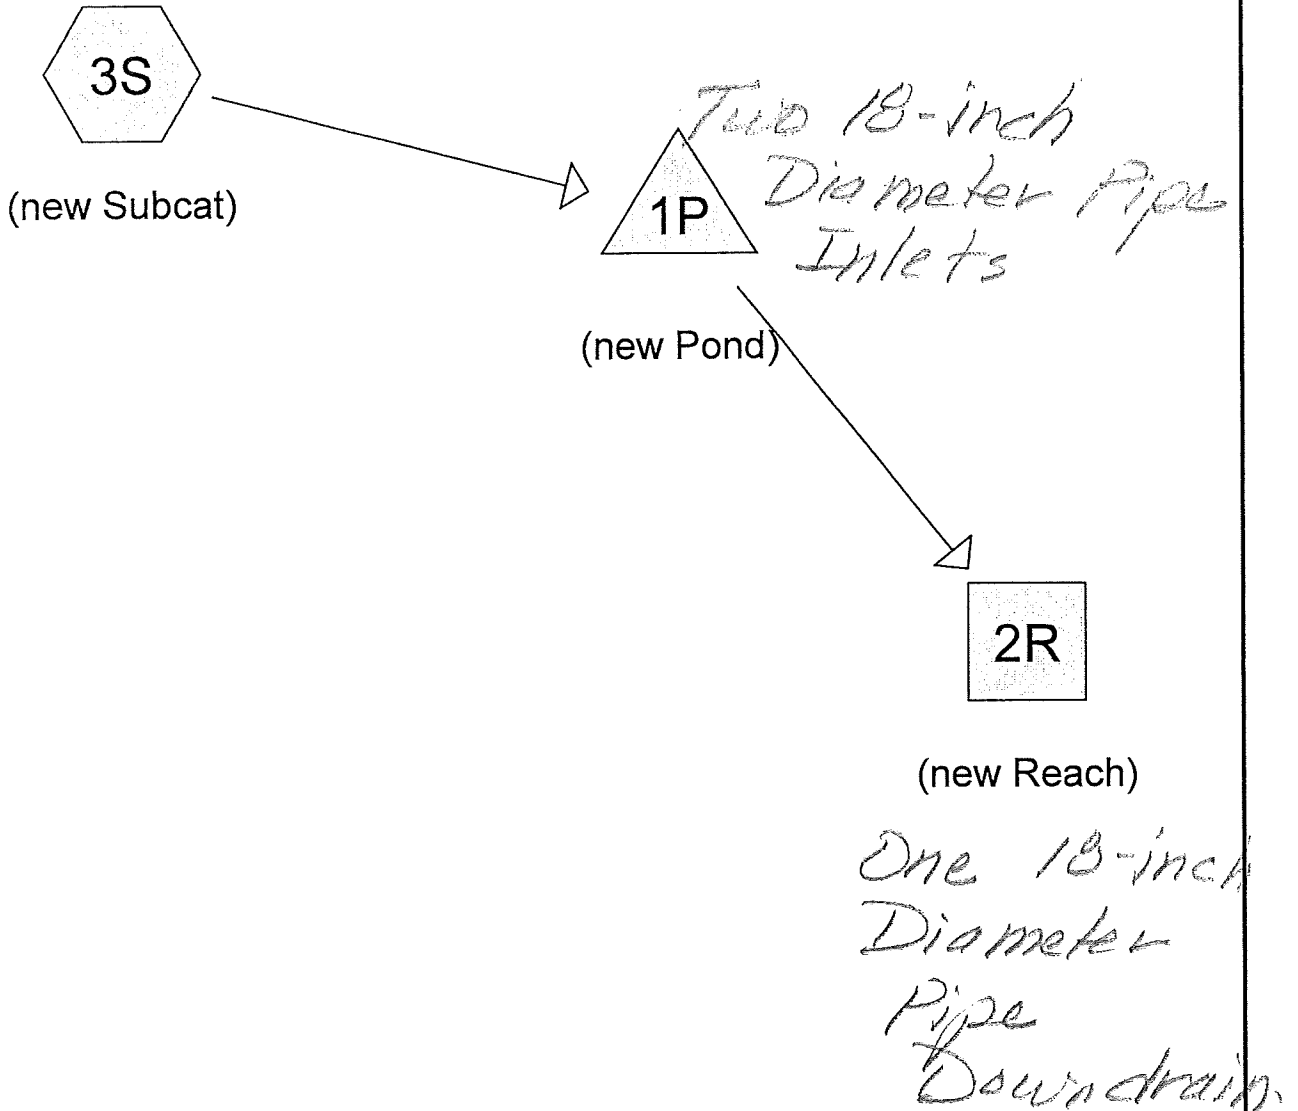 3S
(new Subcat)
Two 18-inch
Diameter Pipe
Inlets
1P
(new Pond)
2R
(new Reach)
One 18-inch
Diameter
Pipe
Downdrain.